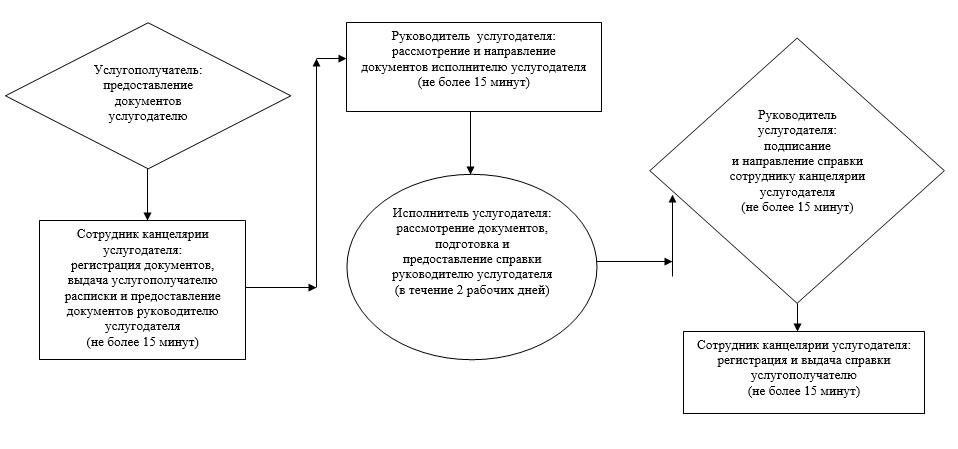 Услугополучатель:
предоставление
документов
услугодателю
Сотрудник канцелярии
услугодателя:
регистрация документов,
выдача услугополучателю
расписки и предоставление
документов руководителю
услугодателя
(не более 15 минут)
Руководитель услугодателя:
рассмотрение и направление
документов исполнителю услугодателя
(не более 15 минут)
Исполнитель услугодателя:
рассмотрение документов,
подготовка и
предоставление справки
руководителю услугодателя
(в течение 2 рабочих дней)
Руководитель
услугодателя:
подписание
и направление справки
сотруднику канцелярии
услугодателя
(не более 15 минут)
Сотрудник канцелярии услугодателя:
регистрация и выдача справки
услугополучателю
(не более 15 минут)